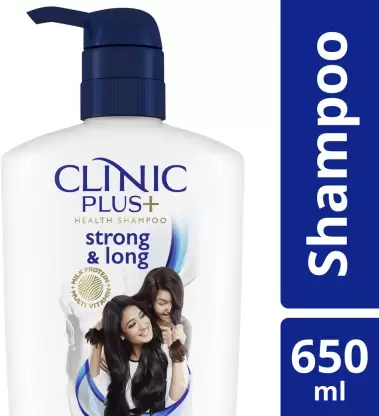 CLINIC
PLUS+
HEALTH SHAMPOO
strong
& long
MILK PROTEIN
MULTI VITAMIN
Shampoo
650
ml